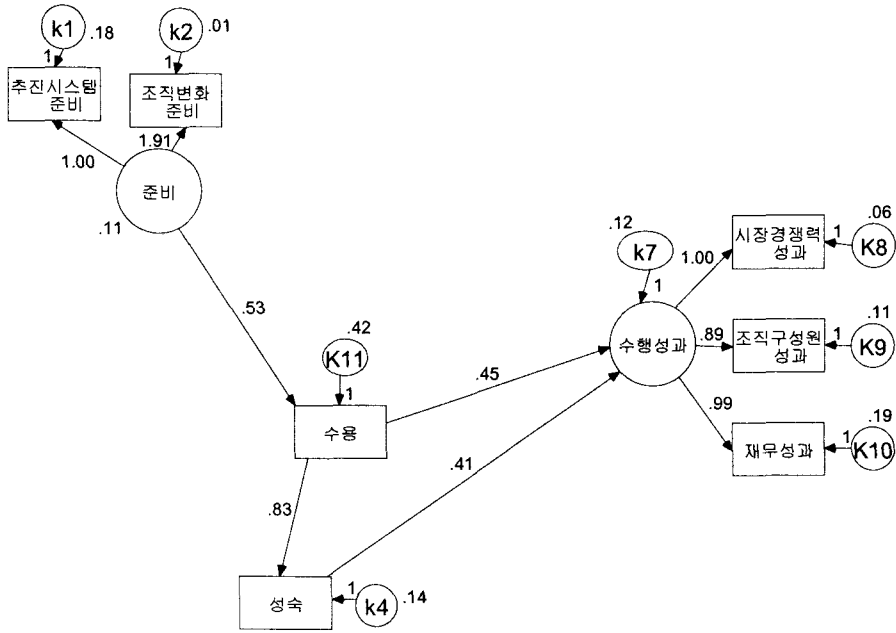 k1
.18
k2
.01
1
1
추진시스템
준비
조직변화
준비
1.00
1.91
준비
.11
.53
.42
K11
1
수용
.45
.83
.41
성숙
1
k4
.14
.12
k7
1
수행성과
1.00
.89
.99
시장경쟁력
성과
1
.06
K8
조직구성원
성과
1
.11
K9
재무성과
1
.19
K10